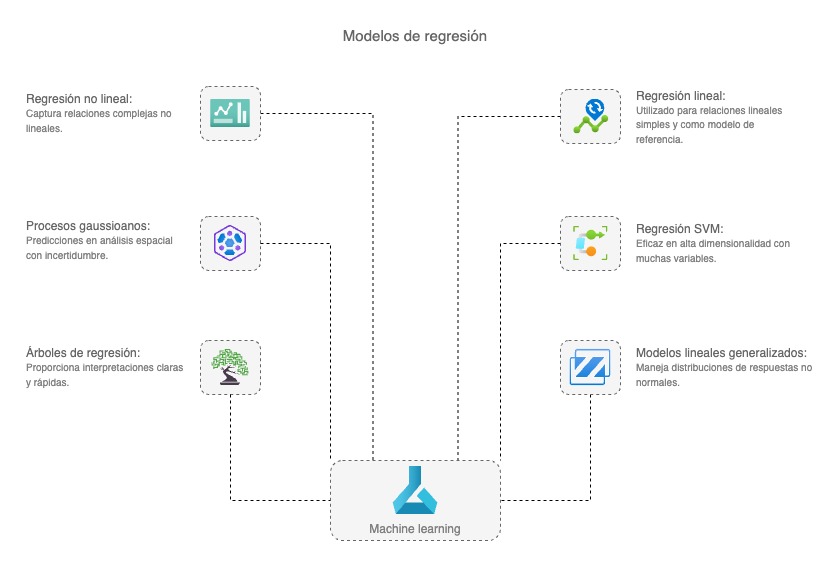 Modelos de regresión
Regresión no lineal:
Captura relaciones complejas no
lineales.
Regresión lineal:
Utilizado para relaciones lineales
simples y como modelo de
referencia.
Procesos gaussioanos:
Predicciones en análisis espacial
con incertidumbre.
Regresión SVM:
Eficaz en alta dimensionalidad con
muchas variables.
Árboles de regresión:
Proporciona interpretaciones claras
y rápidas.
Modelos lineales generalizados:
Maneja distribuciones de respuestas no
normales.
Machine learning